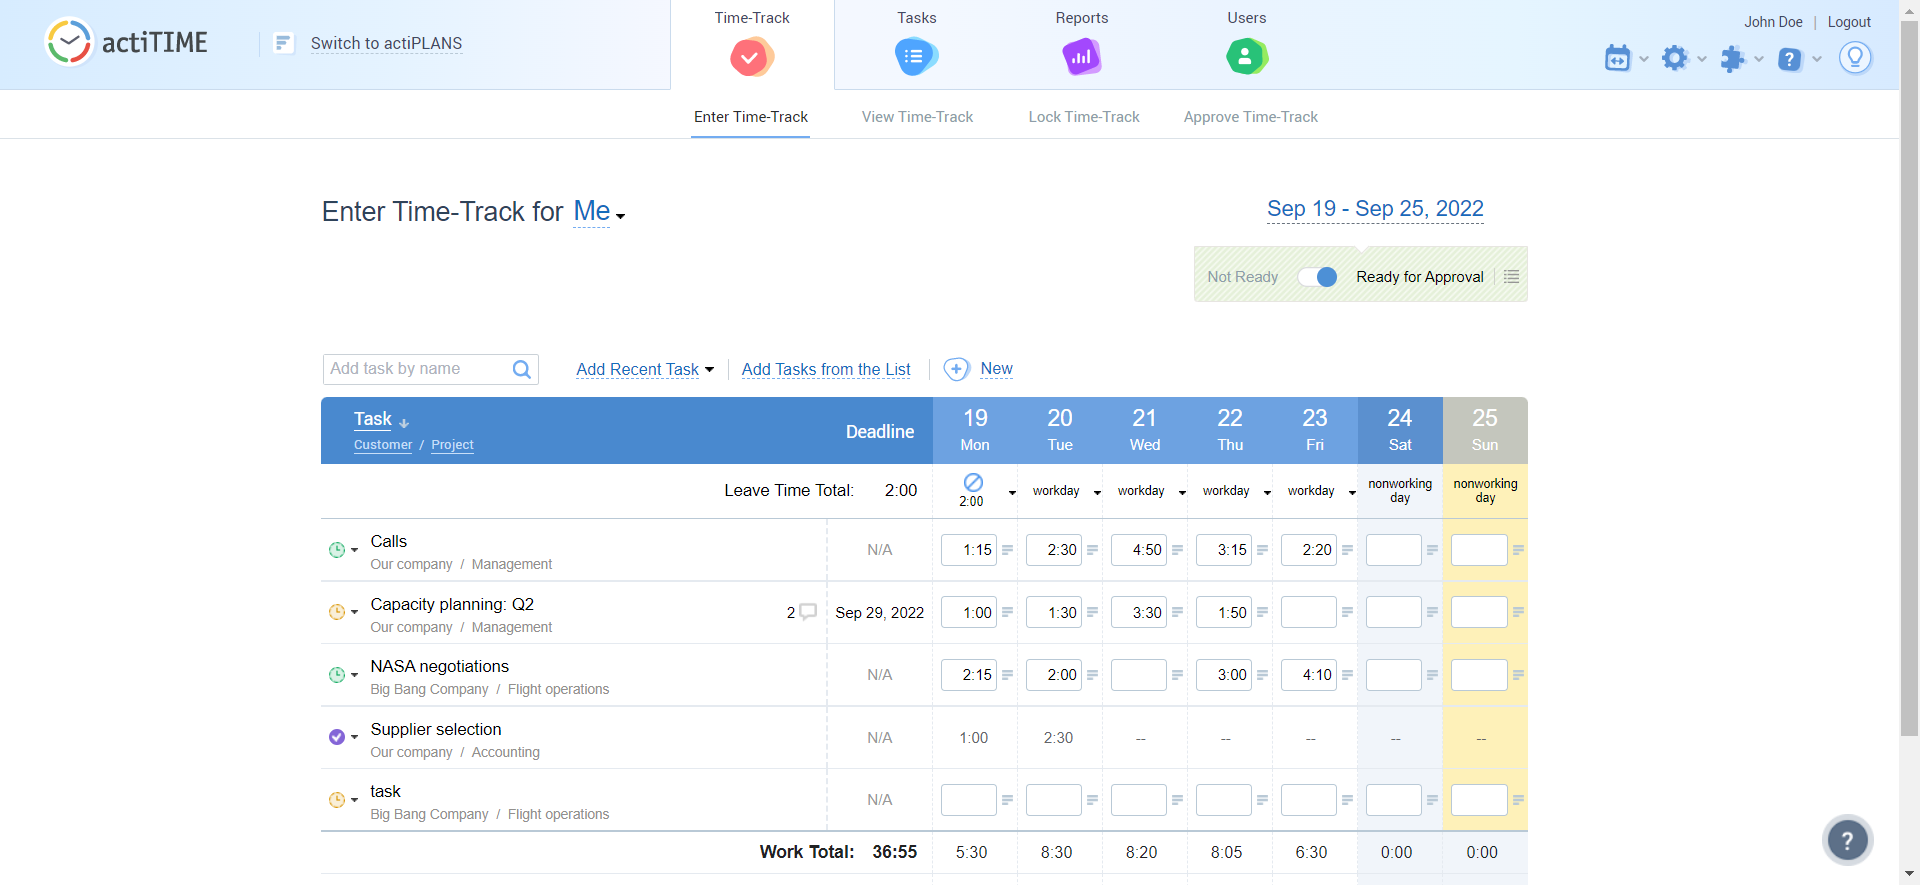 actiTIME
Switch to actiPLANS
Time-Track
Tasks
Reports
Users
John Doe | Logout
Enter Time-Track
View Time-Track
Lock Time-Track
Approve Time-Track
Enter Time-Track for Me
Sep 19 - Sep 25, 2022
Not Ready
Ready for Approval
Add task by name
Add Recent Task
Add Tasks from the List
New
Task
Customer / Project
Deadline
19 Mon
20 Tue
21 Wed
22 Thu
23 Fri
24 Sat
25 Sun
Leave Time Total: 2:00
2:00
workday
workday
workday
workday
nonworking day
nonworking day
Calls
Our company / Management
N/A 1:15 2:30 4:50 3:15 2:20
Capacity planning: Q2
Our company / Management
2 Sep 29, 2022 1:00 1:30 3:30 1:50
NASA negotiations
Big Bang Company / Flight operations
N/A 2:15 2:00 3:00 4:10
Supplier selection
Our company / Accounting
N/A 1:00 2:30 -- -- -- -- --
task
Big Bang Company / Flight operations
N/A
Work Total: 36:55 5:30 8:30 8:20 8:05 6:30 0:00 0:00
?